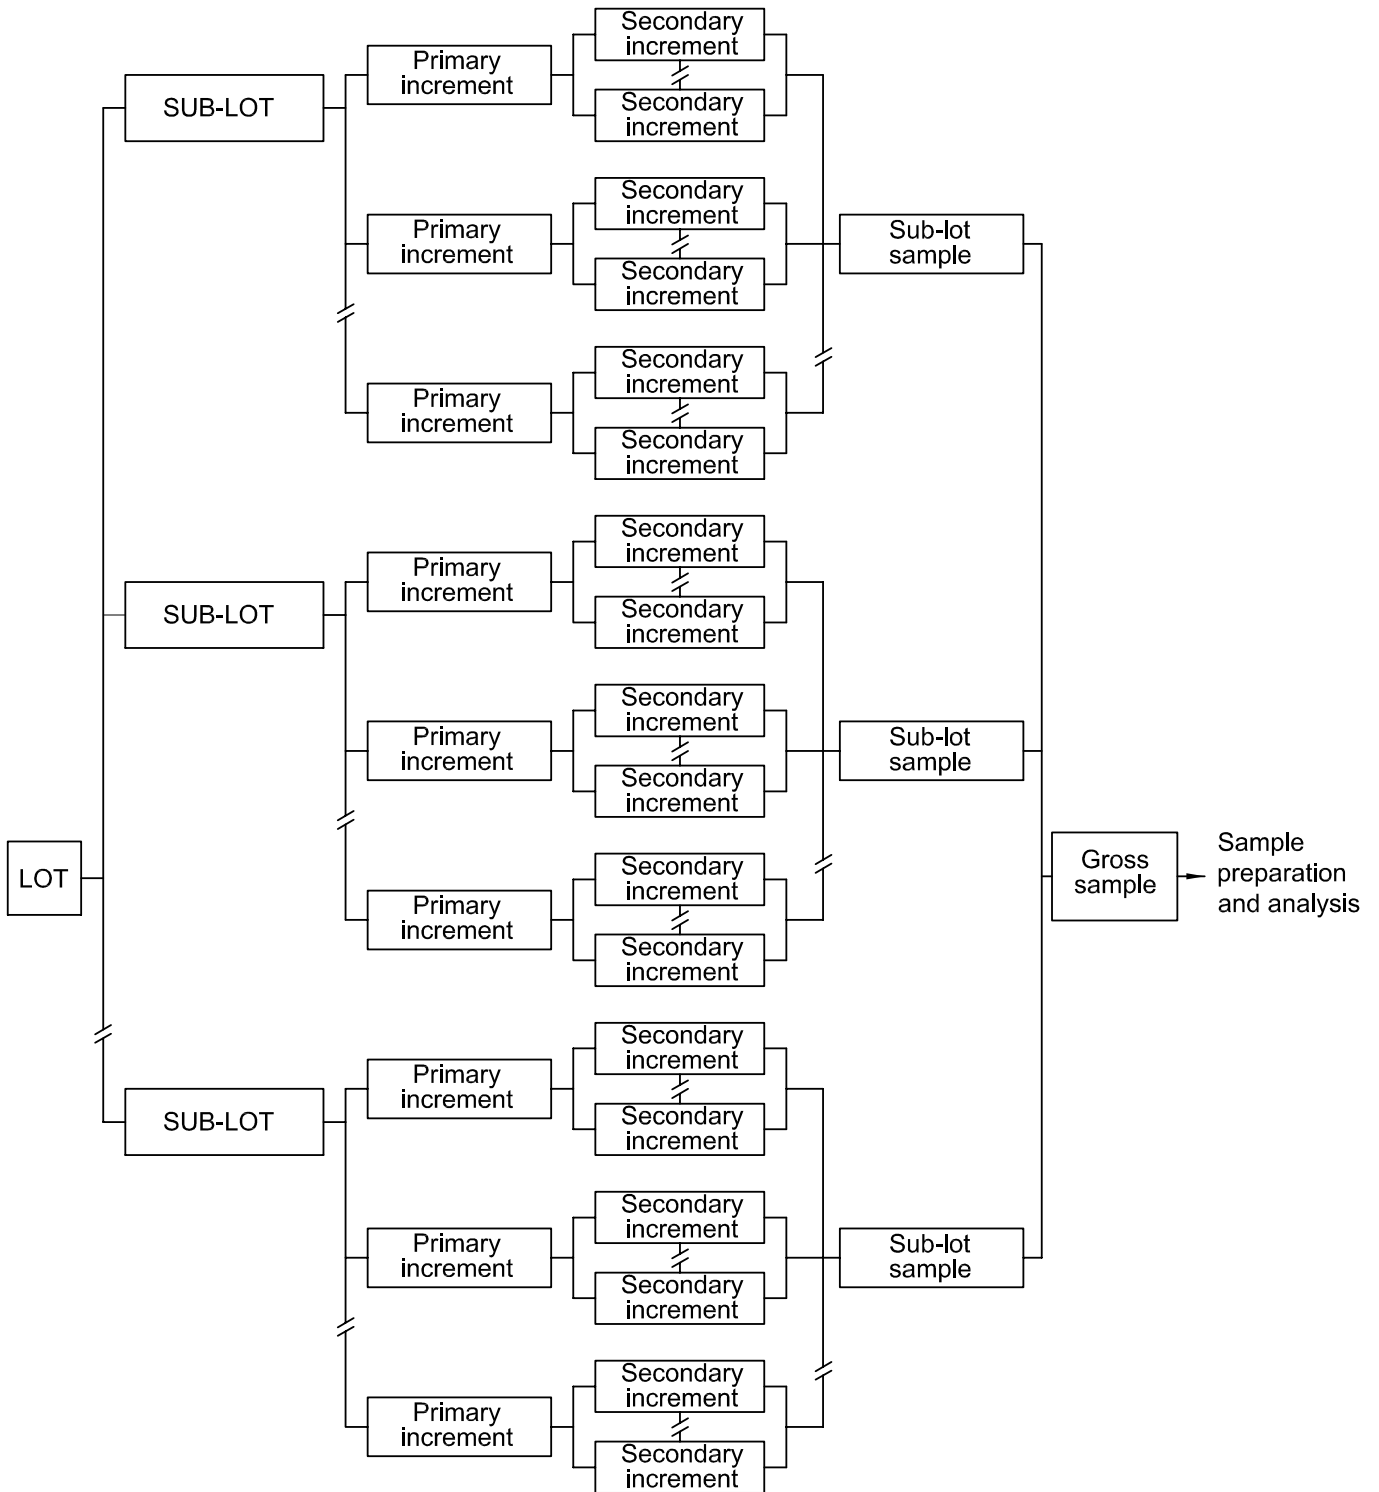 Secondary
increment
Primary
increment
SUB-LOT
Secondary
increment
Secondary
increment
Primary
increment
Sub-lot
sample
Secondary
increment
Secondary
increment
Primary
increment
Secondary
increment
Secondary
increment
Primary
increment
SUB-LOT
Secondary
increment
Secondary
increment
Primary
increment
Sub-lot
sample
Secondary
increment
LOT
Secondary
increment
Primary
increment
Secondary
increment
Gross
sample
Sample
preparation
and analysis
Secondary
increment
Primary
increment
SUB-LOT
Secondary
increment
Secondary
increment
Primary
increment
Sub-lot
sample
Secondary
increment
Secondary
increment
Primary
increment
Secondary
increment